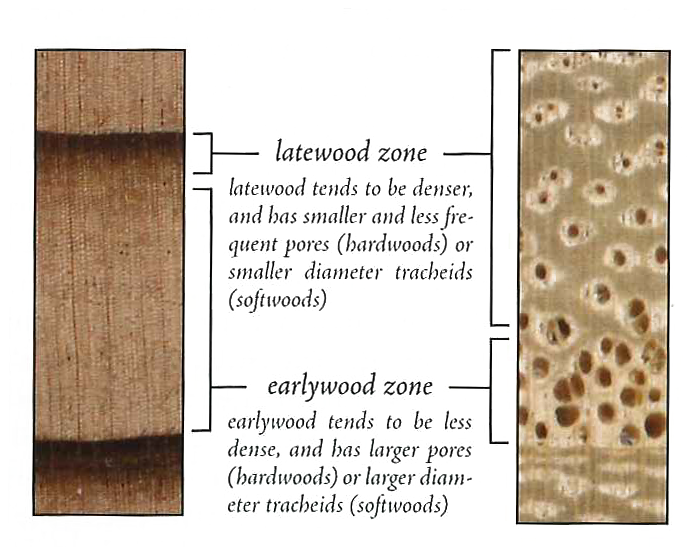 latewood zone
latewood tends to be denser,
and has smaller and less fre-
quent pores (hardwoods) or
smaller diameter tracheids
(softwoods)
earlywood zone
earlywood tends to be less
dense, and has larger pores
(hardwoods) or larger diam-
eter tracheids (softwoods)